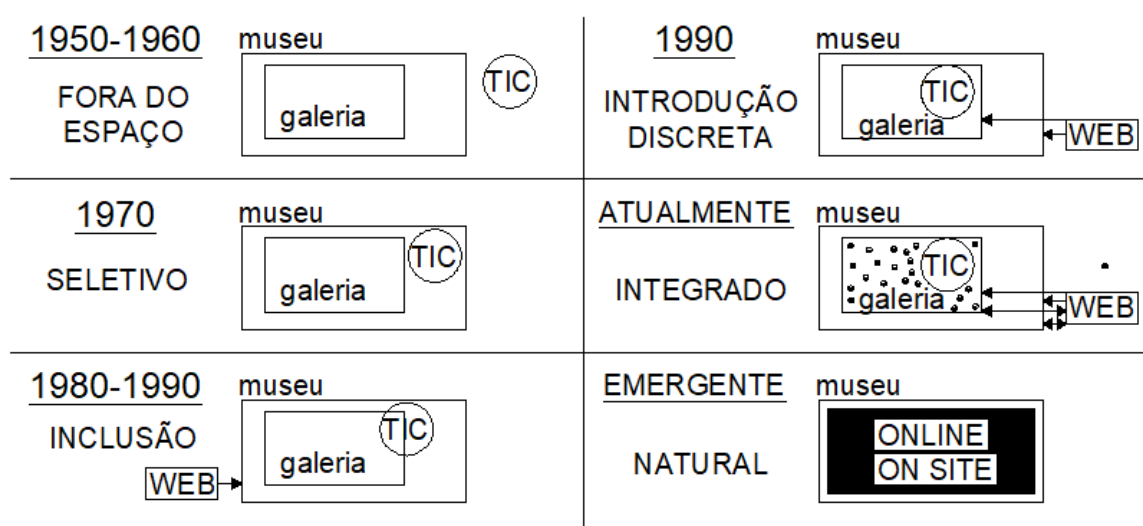 1950-1960
FORA DO
ESPAÇO
museu
galeria
TIC
1970
SELETIVO
museu
galeria
TIC
1980-1990
INCLUSÃO
WEB
museu
galeria
TIC
1990
INTRODUÇÃO
DISCRETA
museu
TIC
galeria
WEB
ATUALMENTE
INTEGRADO
museu
TIC
galeria
WEB
EMERGENTE
NATURAL
museu
ONLINE
ON SITE